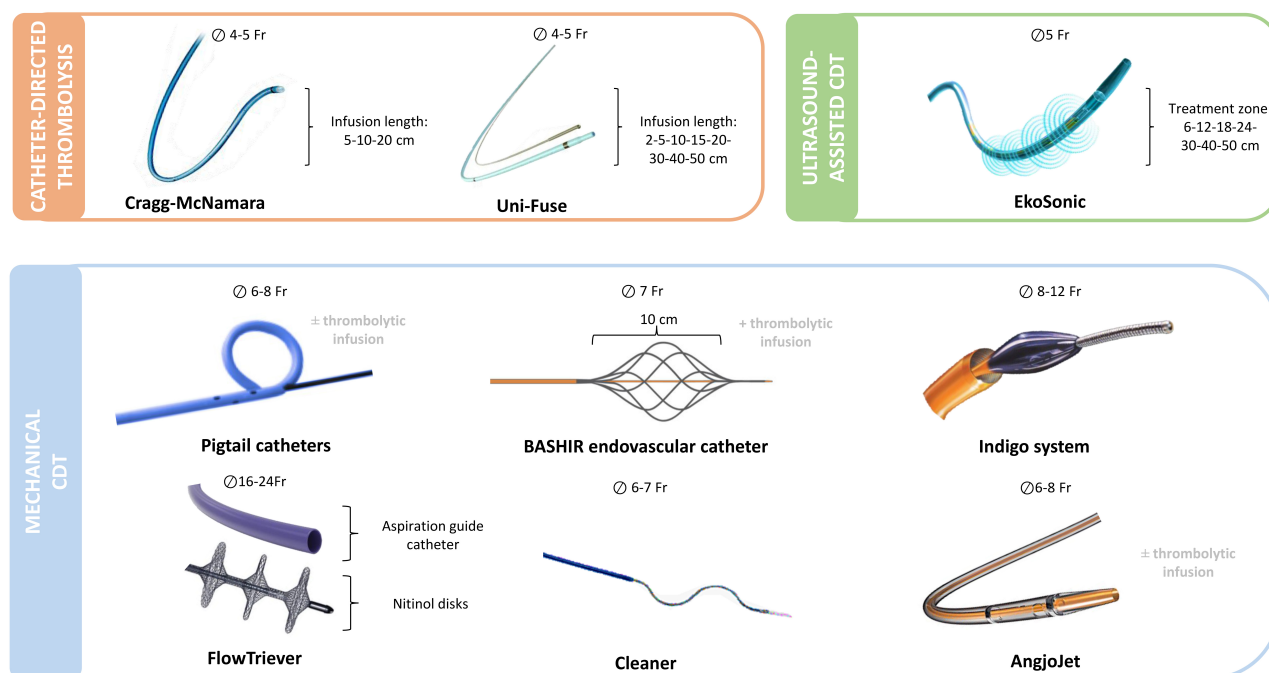 CATHETER-DIRECTED
THROMBOLYSIS
∅ 4-5 Fr
Infusion length:
5-10-20 cm
Cragg-McNamara
∅ 4-5 Fr
Infusion length:
2-5-10-15-20-
30-40-50 cm
Uni-Fuse
ULTRASOUND-
ASSISTED CDT
∅5 Fr
Treatment zone
6-12-18-24-
30-40-50 cm
EkoSonic
MECHANICAL
CDT
∅ 6-8 Fr
± thrombolytic
infusion
Pigtail catheters
∅ 7 Fr
10 cm
+ thrombolytic
infusion
BASHIR endovascular catheter
∅ 8-12 Fr
Indigo system
∅16-24Fr
Aspiration guide
catheter
Nitinol disks
FlowTriever
∅ 6-7 Fr
Cleaner
∅6-8 Fr
± thrombolytic
infusion
AngjoJet